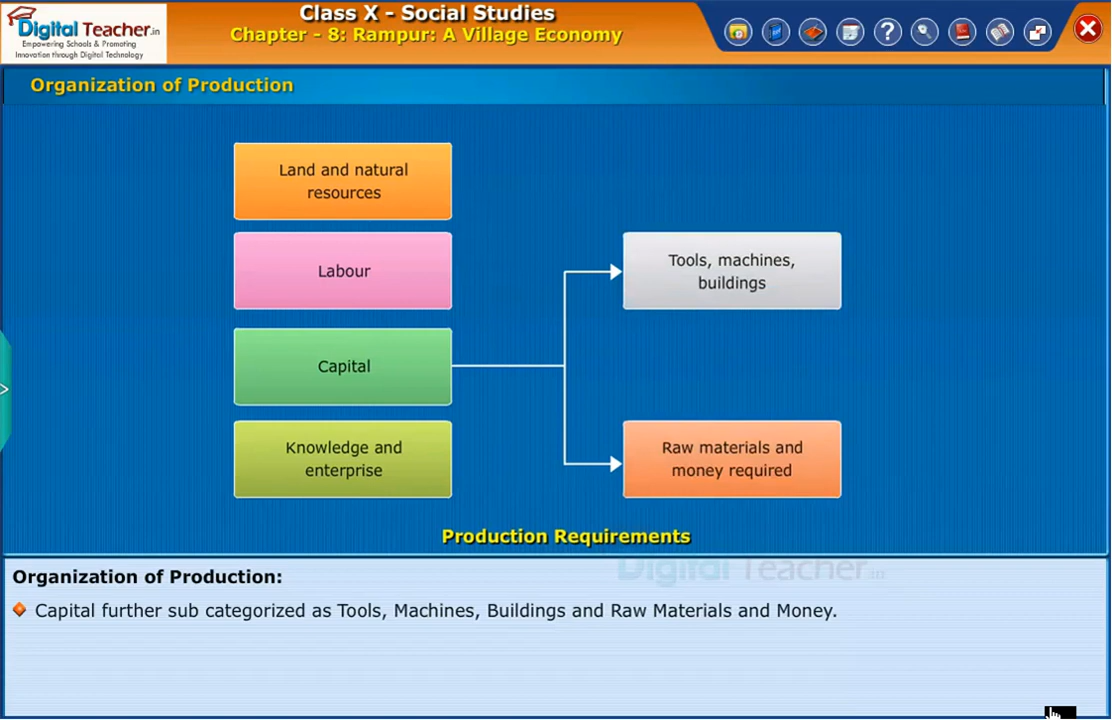 Digital Teacher.in
Empowering Schools & Promoting
Innovation through Digital Technology
Class X - Social Studies
Chapter - 8: Rampur: A Village Economy
?
Organization of Production
Land and natural
resources
Labour
Tools, machines,
buildings
Capital
Knowledge and
enterprise
Raw materials and
money required
Production Requirements
Digital Teacher.in
Organization of Production:
Capital further sub categorized as Tools, Machines, Buildings and Raw Materials and Money.